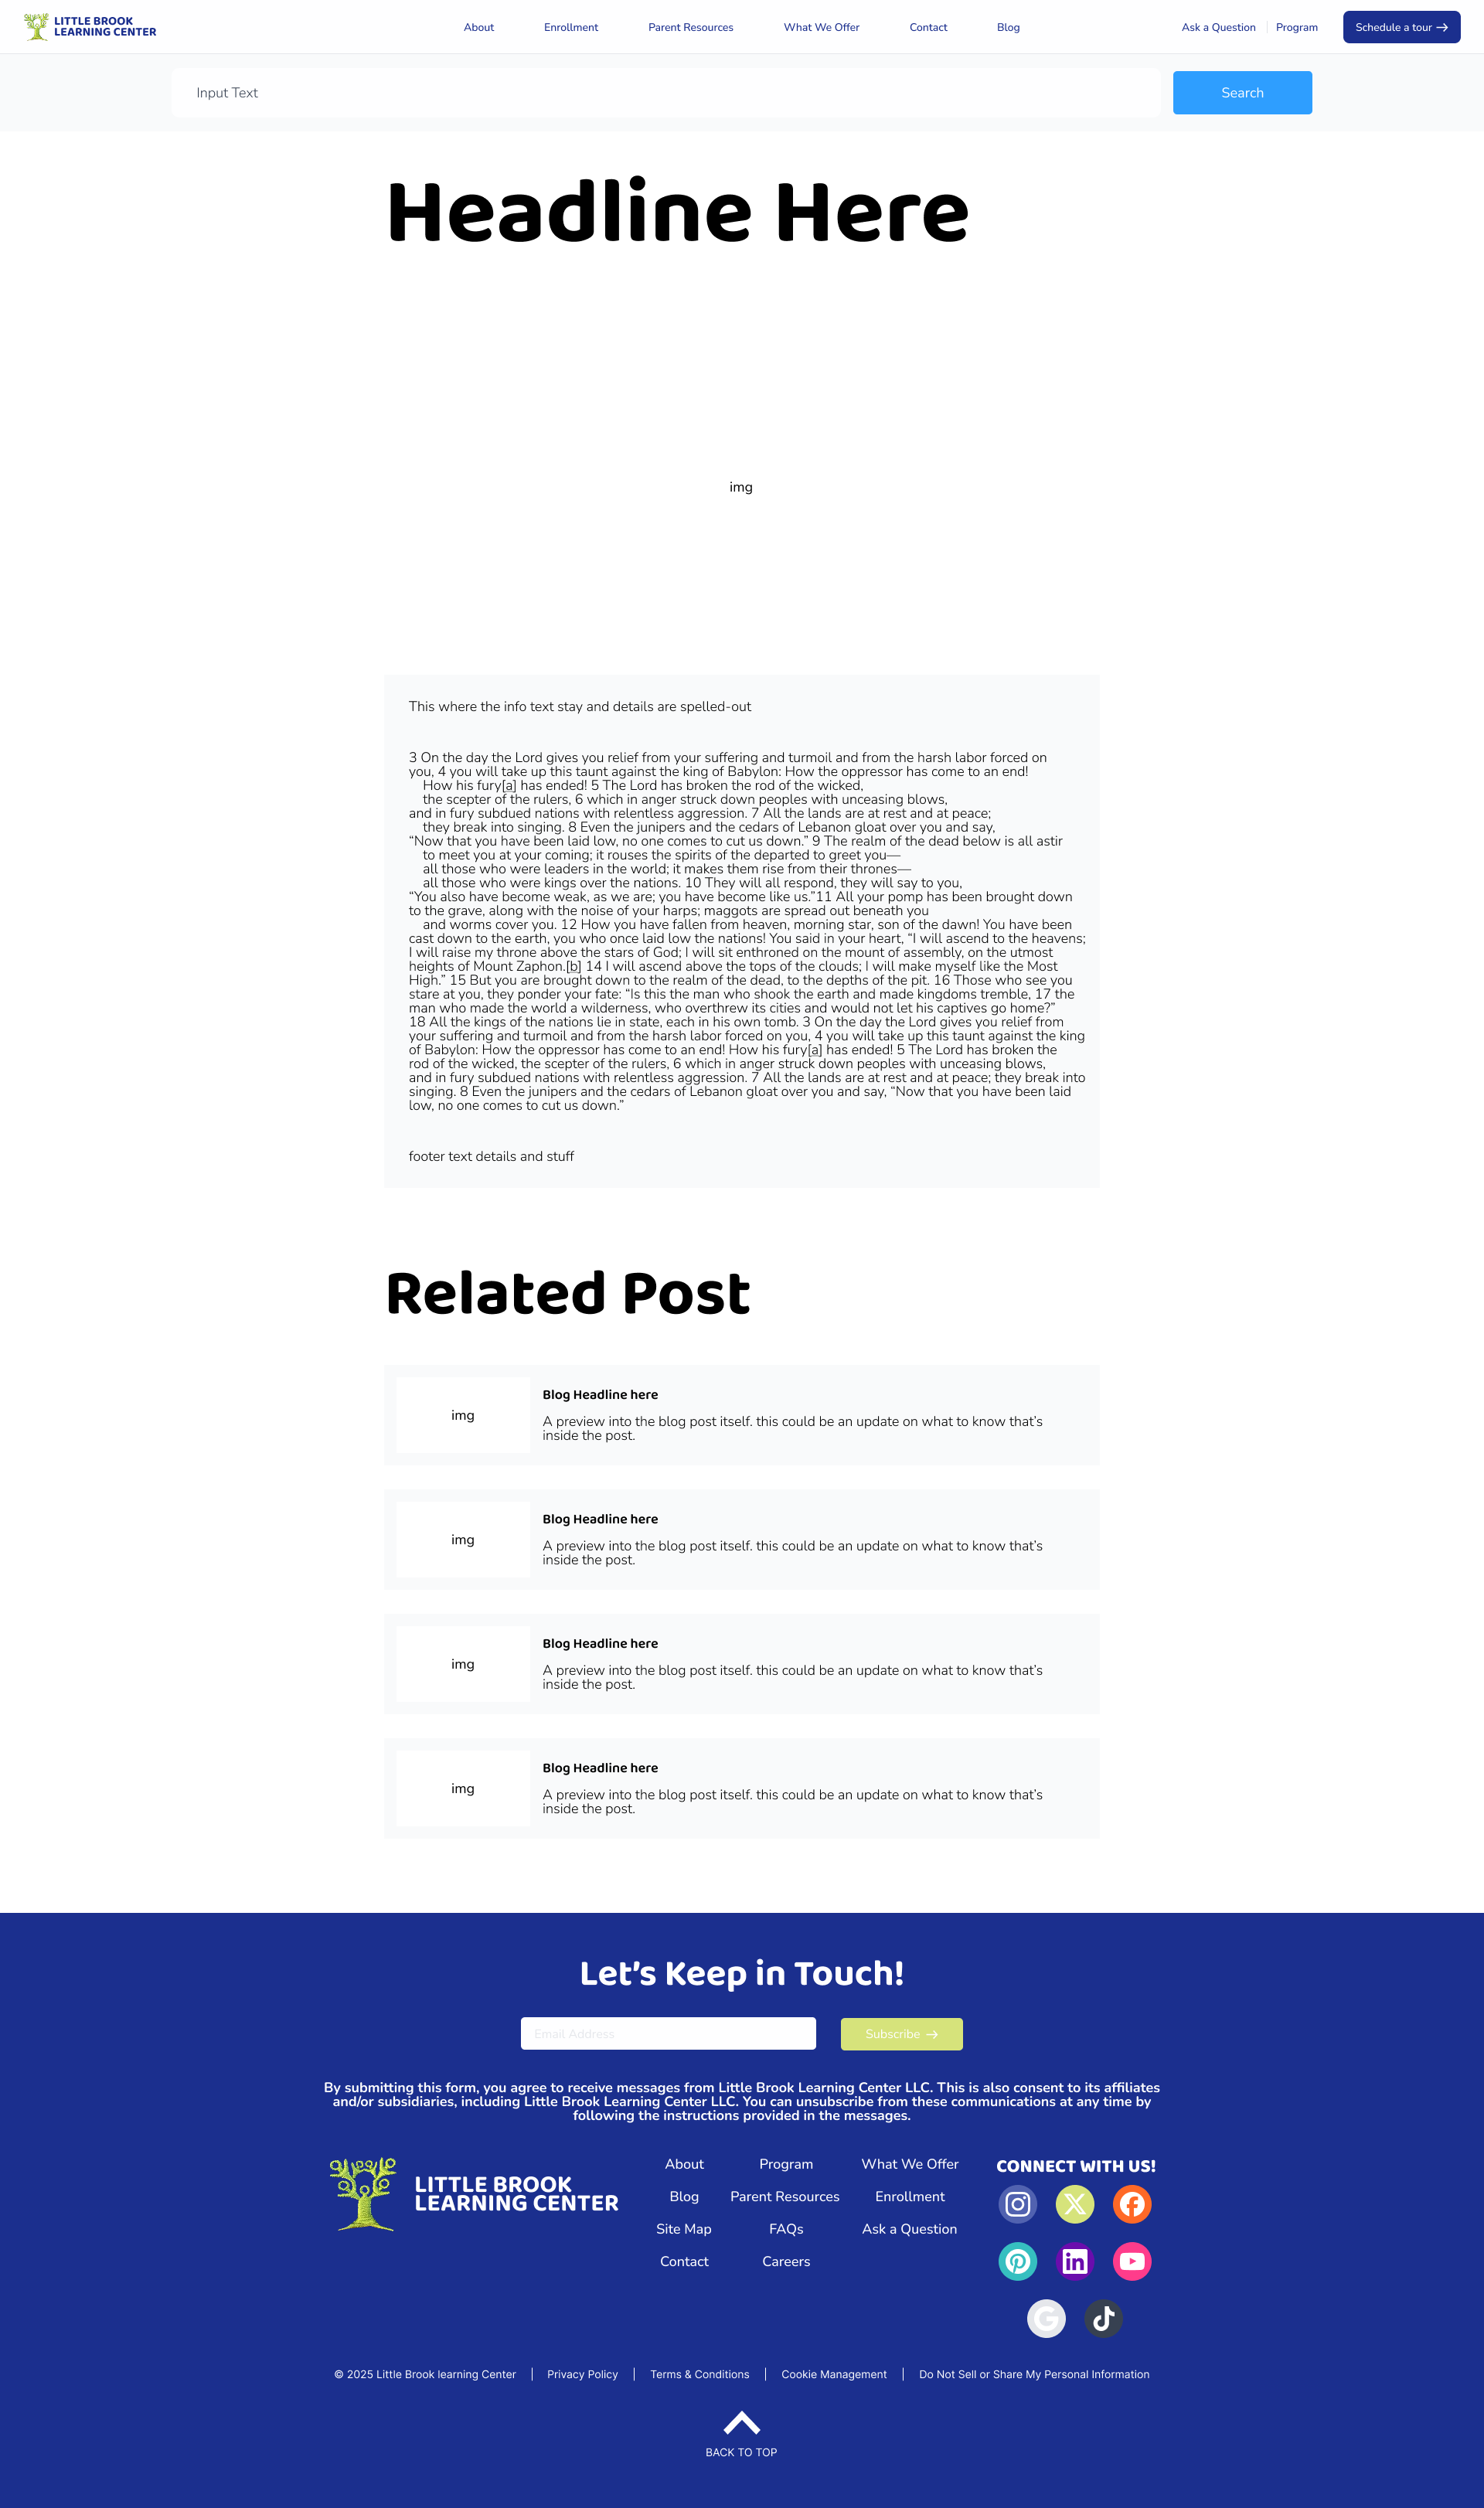 LITTLE BROOK
LEARNING CENTER
About
Enrollment
Parent Resources
What We Offer
Contact
Blog
Ask a Question
Program
Schedule a tour
Input Text
Search
Headline Here
img
This where the info text stay and details are spelled-out
3 On the day the Lord gives you relief from your suffering and turmoil and from the harsh labor forced on
you, 4 you will take up this taunt against the king of Babylon: How the oppressor has come to an end!
How his fury[a] has ended! 5 The Lord has broken the rod of the wicked,
the scepter of the rulers, 6 which in anger struck down peoples with unceasing blows,
and in fury subdued nations with relentless aggression. 7 All the lands are at rest and at peace;
they break into singing. 8 Even the junipers and the cedars of Lebanon gloat over you and say,
“Now that you have been laid low, no one comes to cut us down.” 9 The realm of the dead below is all astir
to meet you at your coming; it rouses the spirits of the departed to greet you—
all those who were leaders in the world; it makes them rise from their thrones—
all those who were kings over the nations. 10 They will all respond, they will say to you,
“You also have become weak, as we are; you have become like us.”11 All your pomp has been brought down
to the grave, along with the noise of your harps; maggots are spread out beneath you
and worms cover you. 12 How you have fallen from heaven, morning star, son of the dawn! You have been
cast down to the earth, you who once laid low the nations! You said in your heart, “I will ascend to the heavens;
I will raise my throne above the stars of God; I will sit enthroned on the mount of assembly, on the utmost
heights of Mount Zaphon.[b] 14 I will ascend above the tops of the clouds; I will make myself like the Most
High.” 15 But you are brought down to the realm of the dead, to the depths of the pit. 16 Those who see you
stare at you, they ponder your fate: “Is this the man who shook the earth and made kingdoms tremble, 17 the
man who made the world a wilderness, who overthrew its cities and would not let his captives go home?”
18 All the kings of the nations lie in state, each in his own tomb. 3 On the day the Lord gives you relief from
your suffering and turmoil and from the harsh labor forced on you, 4 you will take up this taunt against the king
of Babylon: How the oppressor has come to an end! How his fury[a] has ended! 5 The Lord has broken the
rod of the wicked, the scepter of the rulers, 6 which in anger struck down peoples with unceasing blows,
and in fury subdued nations with relentless aggression. 7 All the lands are at rest and at peace; they break into
singing. 8 Even the junipers and the cedars of Lebanon gloat over you and say, “Now that you have been laid
low, no one comes to cut us down.”
footer text details and stuff
Related Post
img
Blog Headline here
A preview into the blog post itself. this could be an update on what to know that’s
inside the post.
img
Blog Headline here
A preview into the blog post itself. this could be an update on what to know that’s
inside the post.
img
Blog Headline here
A preview into the blog post itself. this could be an update on what to know that’s
inside the post.
img
Blog Headline here
A preview into the blog post itself. this could be an update on what to know that’s
inside the post.
Let’s Keep in Touch!
Email Address
Subscribe
By submitting this form, you agree to receive messages from Little Brook Learning Center LLC. This is also consent to its affiliates
and/or subsidiaries, including Little Brook Learning Center LLC. You can unsubscribe from these communications at any time by
following the instructions provided in the messages.
LITTLE BROOK
LEARNING CENTER
About
Blog
Site Map
Contact
Program
Parent Resources
FAQs
Careers
What We Offer
Enrollment
Ask a Question
CONNECT WITH US!
© 2025 Little Brook learning Center
Privacy Policy
Terms & Conditions
Cookie Management
Do Not Sell or Share My Personal Information
BACK TO TOP